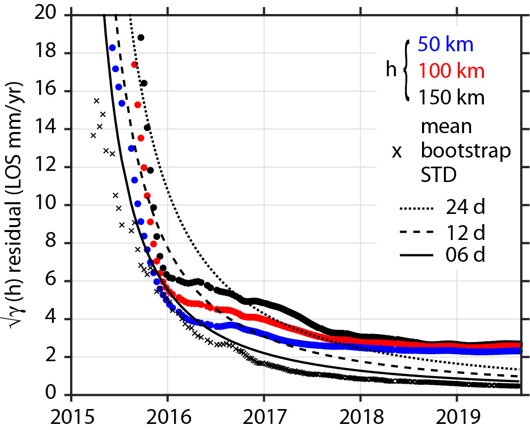 20
18
16
14
12
10
8
6
4
2
0
√γ(h) residual (LOS mm/yr)
h { 50 km
100 km
150 km
mean
x bootstrap
STD
24 d
12 d
06 d
2015 2016 2017 2018 2019